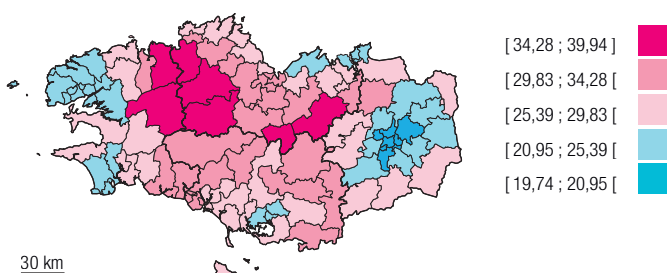 [ 34,28 ; 39,94 ]
[ 29,83 ; 34,28 [
[ 25,39 ; 29,83 [
[ 20,95 ; 25,39 [
[ 19,74 ; 20,95 [
30 km